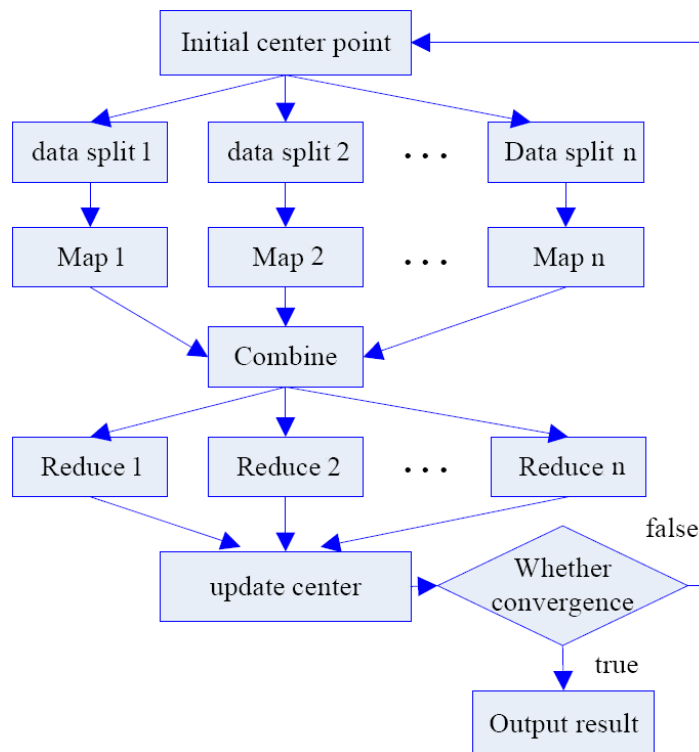 Initial center point
data split 1
data split 2
...
Data split n
Map 1
Map 2
...
Map n
Combine
Reduce 1
Reduce 2
...
Reduce n
update center
Whether
convergence
false
true
Output result